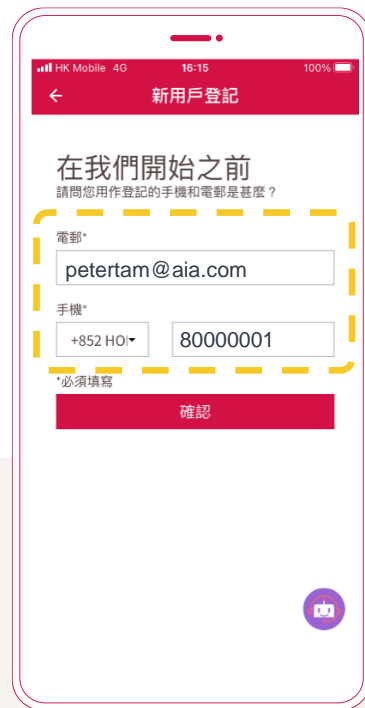 HK Mobile 4G 16:15 100%
新用戶登記
在我們開始之前
請問您用作登記的手機和電郵是甚麼？
電郵*
petertam@aia.com
手機*
+852 HO 80000001
*必須填寫
確認